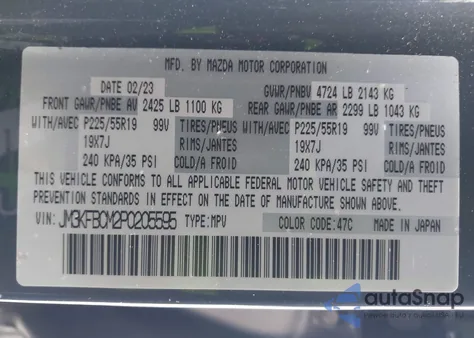 MFD. BY MAZDA MOTOR CORPORATION
DATE 02/23 GVWR/PNBV 4724 LB 2143 KG
FRONT GAWR/PNBE AV 2425 LB 1100 KG REAR GAWR/PNBE AR 2299 LB 1043 KG
WITH/AVEC P225/55R19 99V TIRES/PNEUS WITH/AVEC P225/55R19 99V TIRES/PNEUS
19X7J RIMS/JANTES 19X7J RIMS/JANTES
240 KPA/35 PSI COLD/A FROID 240 KPA/35 PSI COLD/A FROID
THIS VEHICLE CONFORMS TO ALL APPLICABLE FEDERAL MOTOR VEHICLE SAFETY AND THEFT
PREVENTION STANDARDS IN EFFECT ON THE DATE OF MANUFACTURE SHOWN ABOVE.
VIN: JM3KFBCM2P0205595 TYPE: MPV COLOR CODE: 47C MADE IN JAPAN
autoSnap